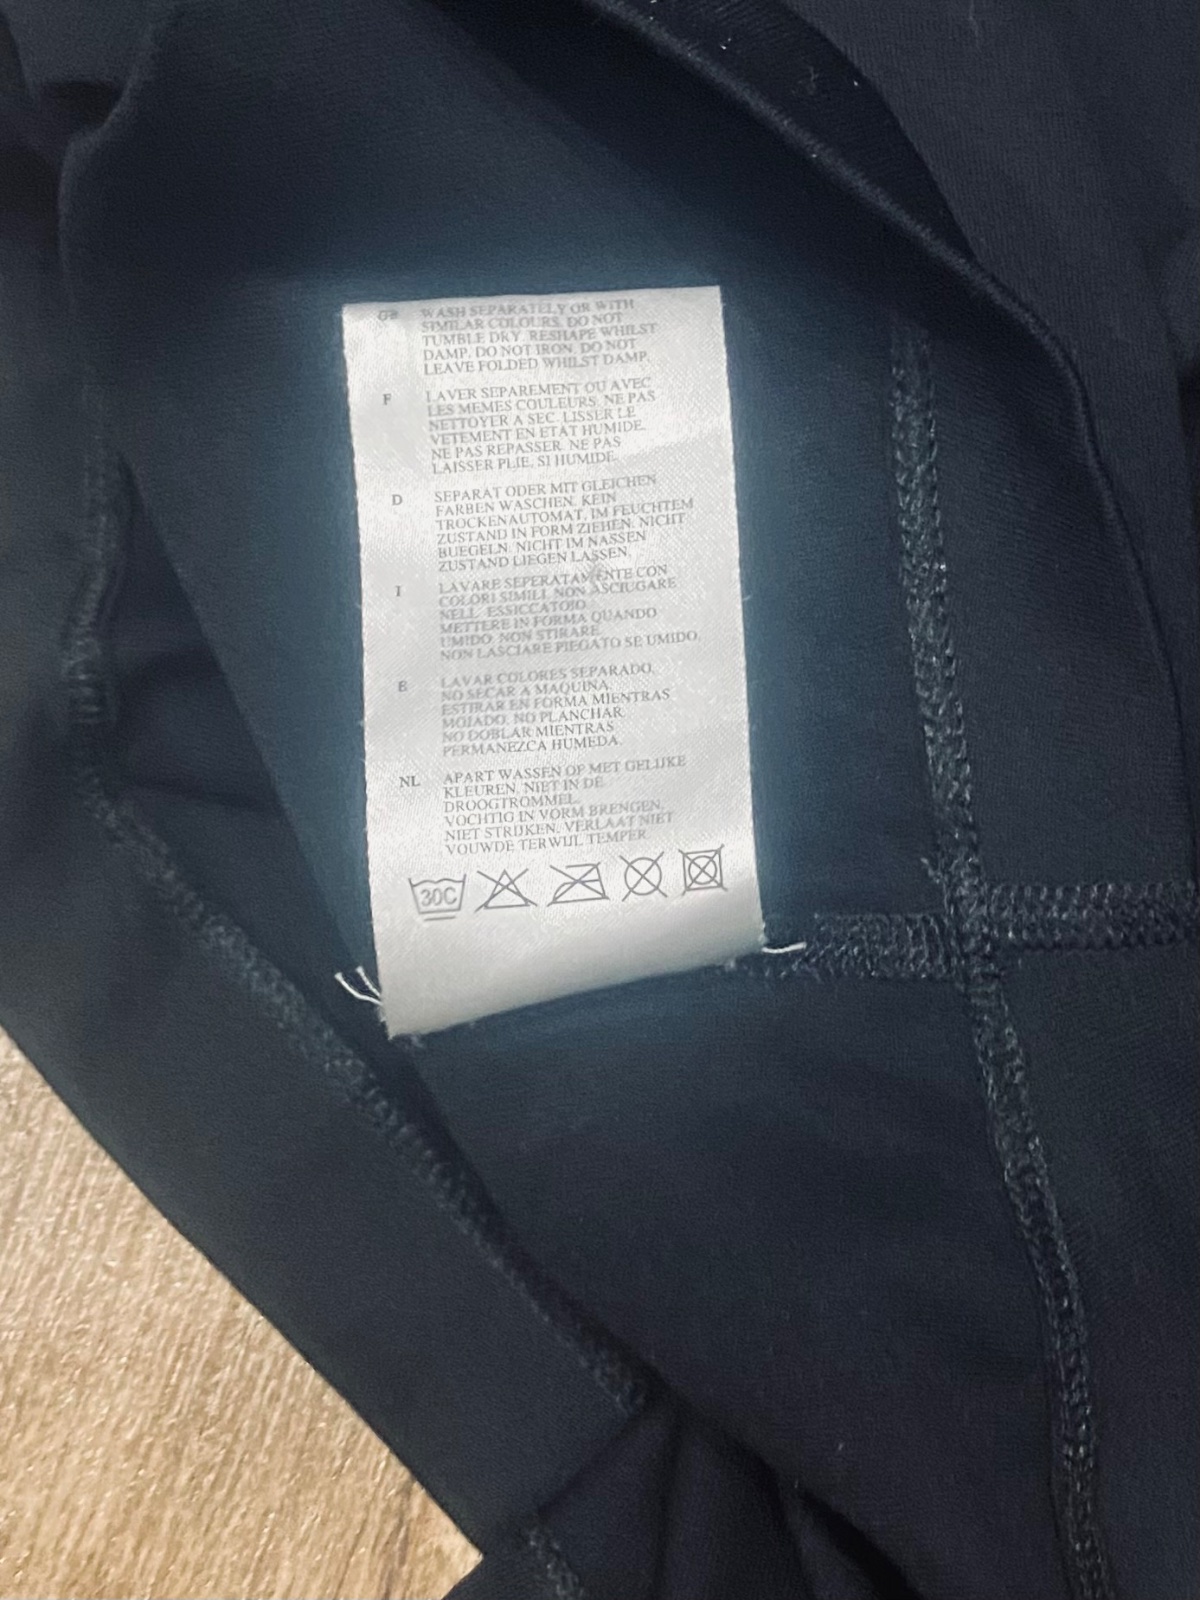 GB WASH SEPARATELY OR WITH
SIMILAR COLOURS. DO NOT
TUMBLE DRY. RESHAPE WHILST
DAMP. DO NOT IRON. DO NOT
LEAVE FOLDED WHILST DAMP.
F LAVER SEPAREMENT OU AVEC
LES MEMES COULEURS. NE PAS
NETTOYER A SEC. LISSER LE
VETEMENT EN ETAT HUMIDE.
NE PAS REPASSER. NE PAS
LAISSER PLIE, SI HUMIDE.
D SEPARAT ODER MIT GLEICHEN
FARBEN WASCHEN. KEIN
TROCKENAUTOMAT. IM FEUCHTEM
ZUSTAND IN FORM ZIEHEN. NICHT
BUEGELN. NICHT IM NASSEN
ZUSTAND LIEGEN LASSEN.
I LAVARE SEPERATAMENTE CON
COLORI SIMILI. NON ASCIUGARE
NELL ESSICCATOIO.
METTERE IN FORMA QUANDO
UMIDO. NON STIRARE.
NON LASCIARE PIEGATO SE UMIDO.
E LAVAR COLORES SEPARADO.
NO SECAR A MAQUINA.
ESTIRAR EN FORMA MIENTRAS
MOJADO. NO PLANCHAR.
NO DOBLAR MIENTRAS
PERMANEZCA HUMEDA.
NL APART WASSEN OF MET GELIJKE
KLEUREN, NIET IN DE
DROOGTROMMEL.
VOCHTIG IN VORM BRENGEN.
NIET STRIJKEN. VERLAAT NIET
VOUWDE TERWIJL TEMPER.
30C